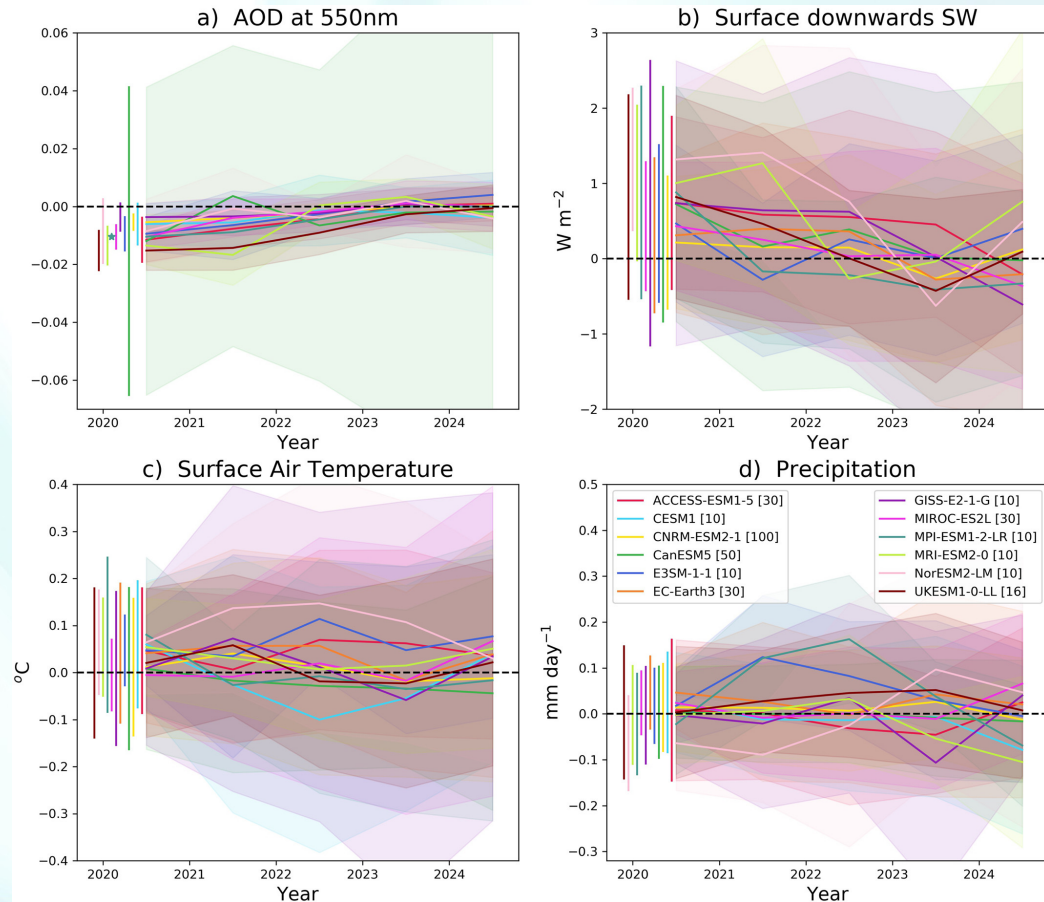 a)  AOD at 550nm
0.06
0.04
0.02
0.00
−0.02
−0.04
−0.06
2020 2021 2022 2023 2024
Year
b)  Surface downwards SW
W m⁻²
3
2
1
0
−1
−2
2020 2021 2022 2023 2024
Year
c)  Surface Air Temperature
°C
0.4
0.3
0.2
0.1
0.0
−0.1
−0.2
−0.3
−0.4
2020 2021 2022 2023 2024
Year
d)  Precipitation
mm day⁻¹
0.5
0.4
0.3
0.2
0.1
0.0
−0.1
−0.2
−0.3
ACCESS-ESM1-5 [30]
CESM1 [10]
CNRM-ESM2-1 [100]
CanESM5 [50]
E3SM-1-1 [10]
EC-Earth3 [30]
GISS-E2-1-G [10]
MIROC-ES2L [30]
MPI-ESM1-2-LR [10]
MRI-ESM2-0 [10]
NorESM2-LM [10]
UKESM1-0-LL [16]
2020 2021 2022 2023 2024
Year